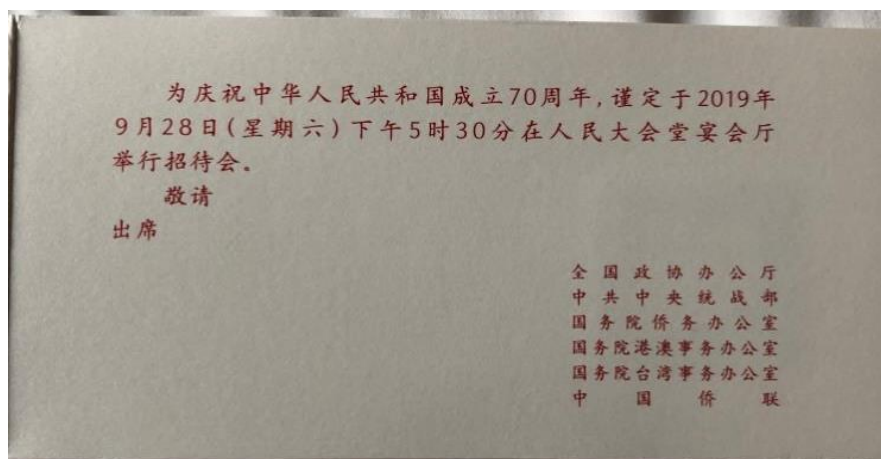 为庆祝中华人民共和国成立70周年,谨定于2019年
9月28日(星期六)下午5时30分在人民大会堂宴会厅
举行招待会。
敬请
出席
全国政协办公厅
中共中央统战部
国务院侨务办公室
国务院港澳事务办公室
国务院台湾事务办公室
中国侨联